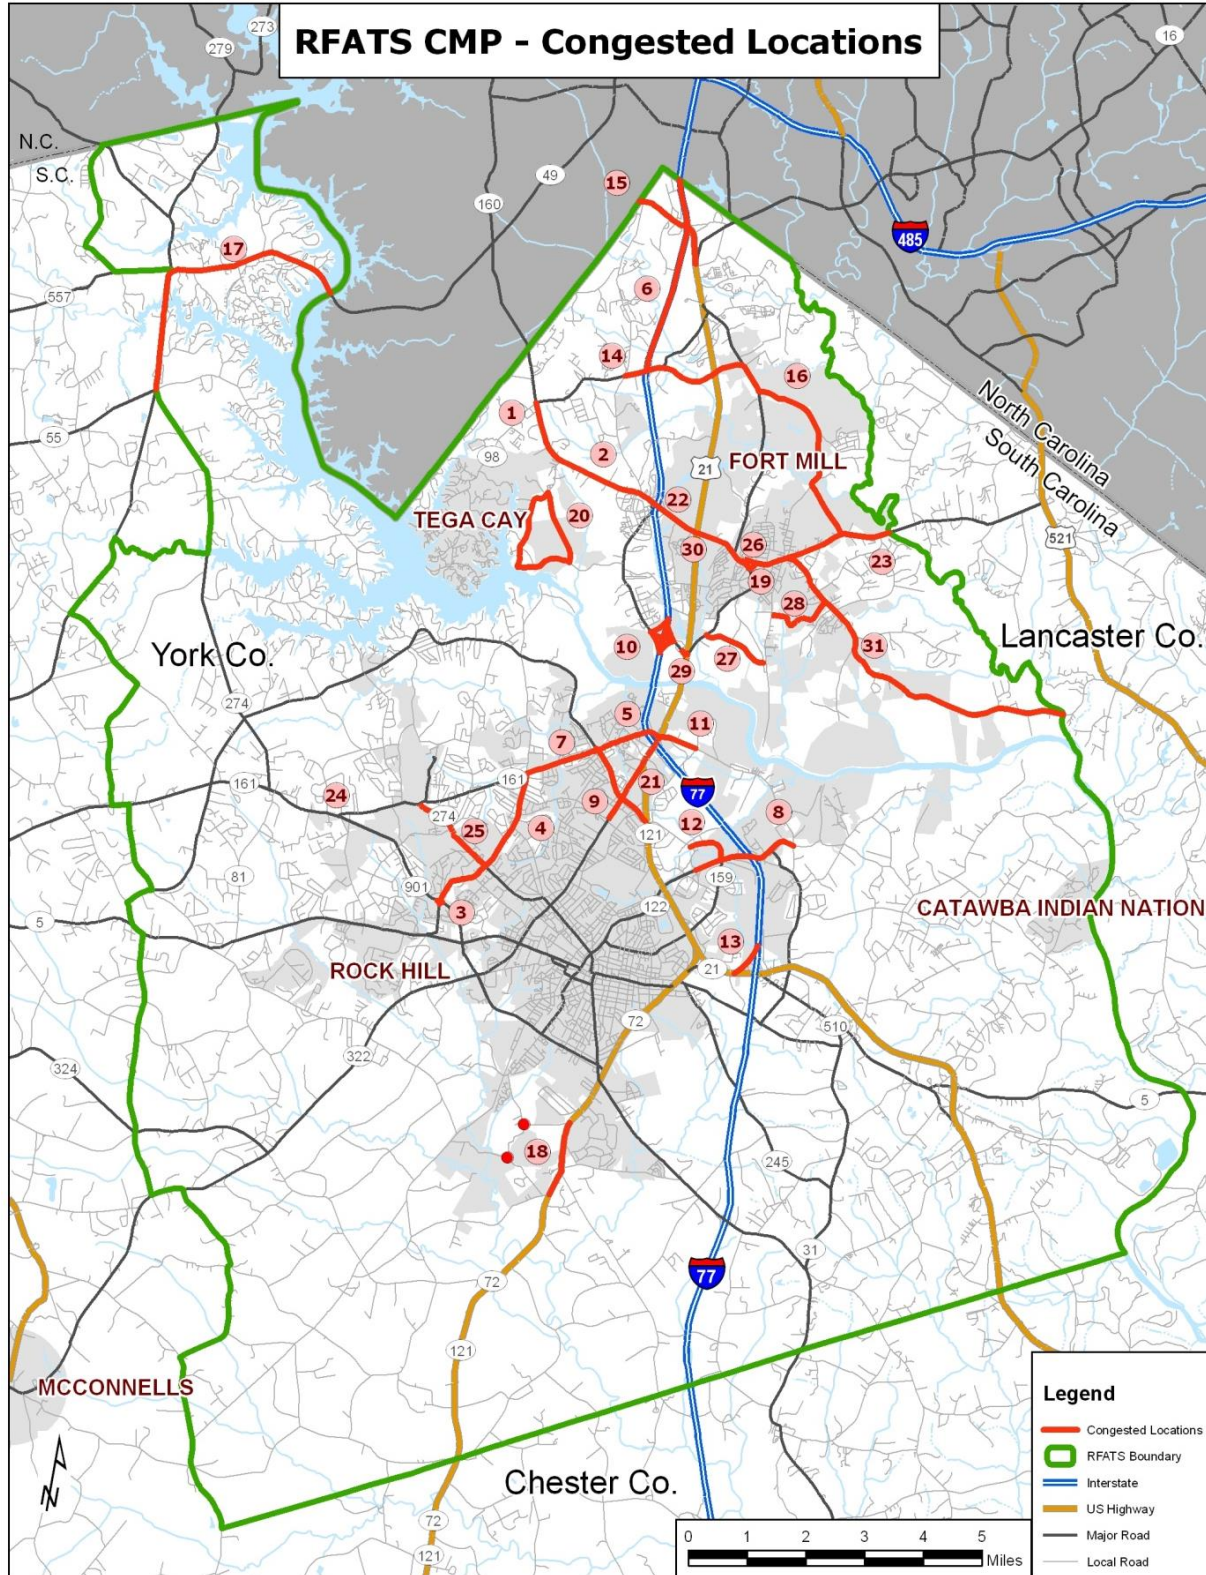 RFATS CMP - Congested Locations
273
279
16
N.C.
S.C.
49
15
160
485
17
6
557
14
16
North Carolina
South Carolina
1
55
98
2
21
FORT MILL
22
TEGA CAY
20
30
26
521
23
19
28
York Co.
10
27
31
Lancaster Co.
29
274
5
11
7
161
24
161
9
21
77
274
25
4
12
8
121
81
901
159
122
5
3
CATAWBA INDIAN NATION
13
ROCK HILL
21
72
510
322
324
5
18
245
31
77
72
121
MCCONNELLS
N
Chester Co.
72
121
Legend
Congested Locations
RFATS Boundary
Interstate
US Highway
Major Road
Local Road
0 1 2 3 4 5
Miles